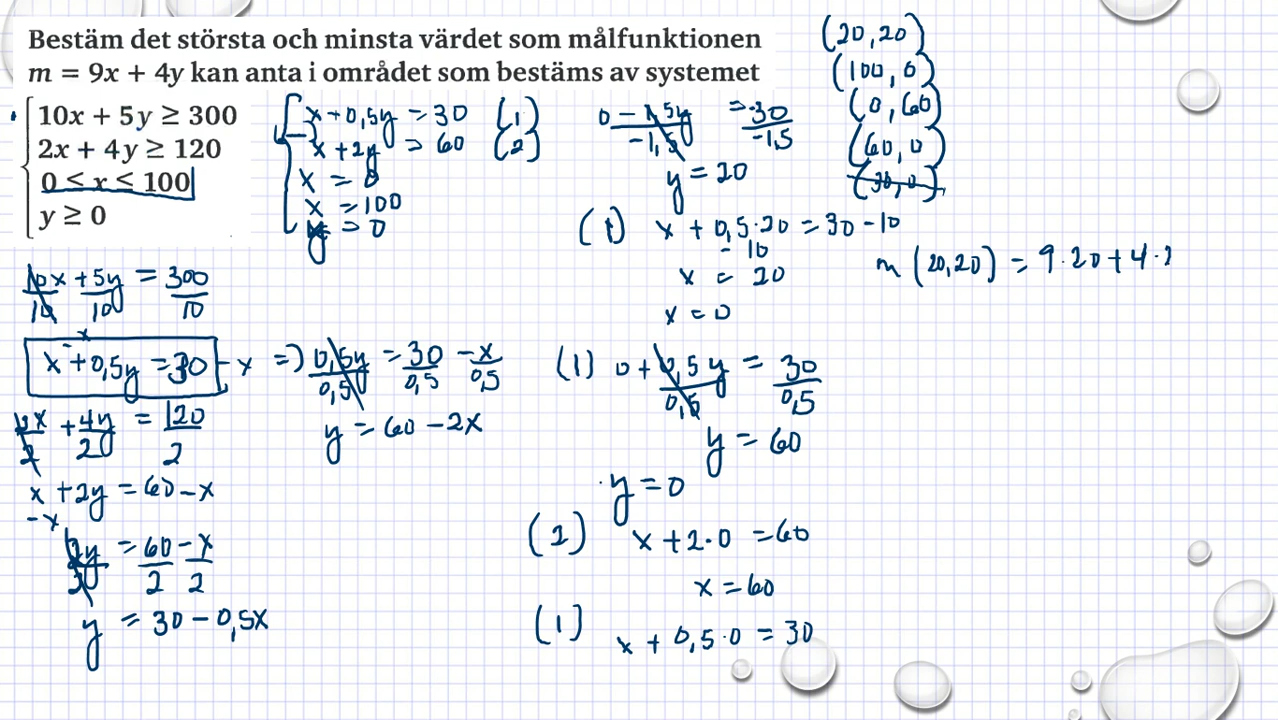 Bestäm det största och minsta värdet som målfunktionen
m = 9x + 4y kan anta i området som bestäms av systemet
10x + 5y ≥ 300
2x + 4y ≥ 120
0 ≤ x ≤ 100
y ≥ 0
x + 0,5y = 30 (1)
x + 2y = 60 (2)
x = 0
x = 100
y = 0
10x/10 + 5y/10 = 300/10
x + 0,5y = 30 - x
-x
=> 0,5y/0,5 = 30/0,5 - x/0,5
y = 60 - 2x
2x/2 + 4y/2 = 120/2
x + 2y = 60 - x
-x
2y/2 = 60/2 - x/2
y = 30 - 0,5x
0 - 1,5y/-1,5 = -30/-1,5
y = 20
(1) x + 0,5·20 = 30 - 10
- 10
x = 20
x = 0
(1) 0 + 0,5y/0,5 = 30/0,5
y = 60
y = 0
(2) x + 2·0 = 60
x = 60
(1) x + 0,5·0 = 30
(20,20)
(100,0)
(0,60)
(60,0)
(30,0)
m (20,20) = 9·20 + 4·2